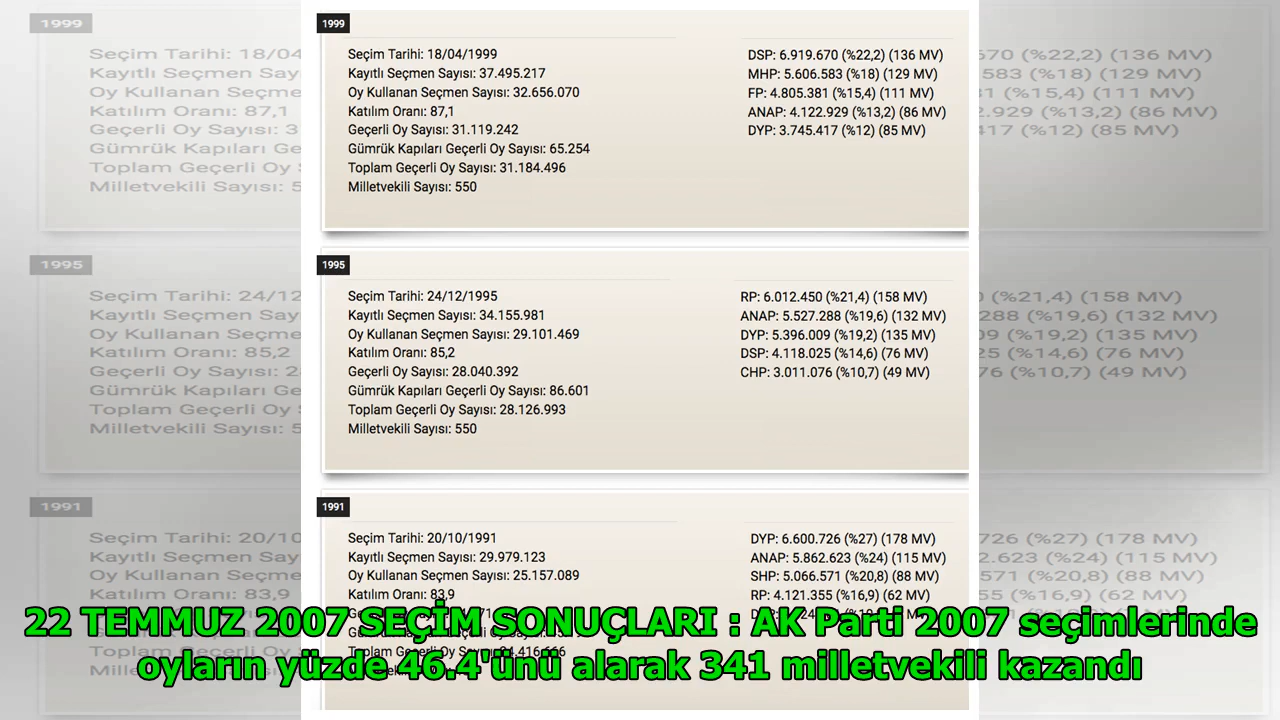 1999
Seçim Tarihi: 18/04/1999
Kayıtlı Seçmen Sayısı: 37.495.217
Oy Kullanan Seçmen Sayısı: 32.656.070
Katılım Oranı: 87,1
Geçerli Oy Sayısı: 31.119.242
Gümrük Kapıları Geçerli Oy Sayısı: 65.254
Toplam Geçerli Oy Sayısı: 31.184.496
Milletvekili Sayısı: 550
DSP: 6.919.670 (%22,2) (136 MV)
MHP: 5.606.583 (%18) (129 MV)
FP: 4.805.381 (%15,4) (111 MV)
ANAP: 4.122.929 (%13,2) (86 MV)
DYP: 3.745.417 (%12) (85 MV)
1995
Seçim Tarihi: 24/12/1995
Kayıtlı Seçmen Sayısı: 34.155.981
Oy Kullanan Seçmen Sayısı: 29.101.469
Katılım Oranı: 85,2
Geçerli Oy Sayısı: 28.040.392
Gümrük Kapıları Geçerli Oy Sayısı: 86.601
Toplam Geçerli Oy Sayısı: 28.126.993
Milletvekili Sayısı: 550
RP: 6.012.450 (%21,4) (158 MV)
ANAP: 5.527.288 (%19,6) (132 MV)
DYP: 5.396.009 (%19,2) (135 MV)
DSP: 4.118.025 (%14,6) (76 MV)
CHP: 3.011.076 (%10,7) (49 MV)
1991
Seçim Tarihi: 20/10/1991
Kayıtlı Seçmen Sayısı: 29.979.123
Oy Kullanan Seçmen Sayısı: 25.157.089
Katılım Oranı: 83,9
DYP: 6.600.726 (%27) (178 MV)
ANAP: 5.862.623 (%24) (115 MV)
SHP: 5.066.571 (%20,8) (88 MV)
RP: 4.121.355 (%16,9) (62 MV)
22 TEMMUZ 2007 SEÇİM SONUÇLARI : AK Parti 2007 seçimlerinde
oyların yüzde 46.4'ünü alarak 341 milletvekili kazandı